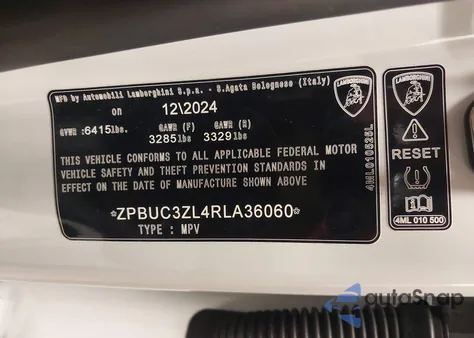 MFD by Automobili Lamborghini S.p.a. - S.Agata Bolognese (Italy)
on 12\2024
GVWR :6415lbs. GAWR (F) 3285lbs GAWR (R) 3329lbs
THIS VEHICLE CONFORMS TO ALL APPLICABLE FEDERAL MOTOR
VEHICLE SAFETY AND THEFT PREVENTION STANDARDS IN
EFFECT ON THE DATE OF MANUFACTURE SHOWN ABOVE
☆ZPBUC3ZL4RLA36060☆
TYPE : MPV
4ML010525L
LAMBORGHINI
LAMBORGHINI
RESET
4ML 010 500
autoSnap